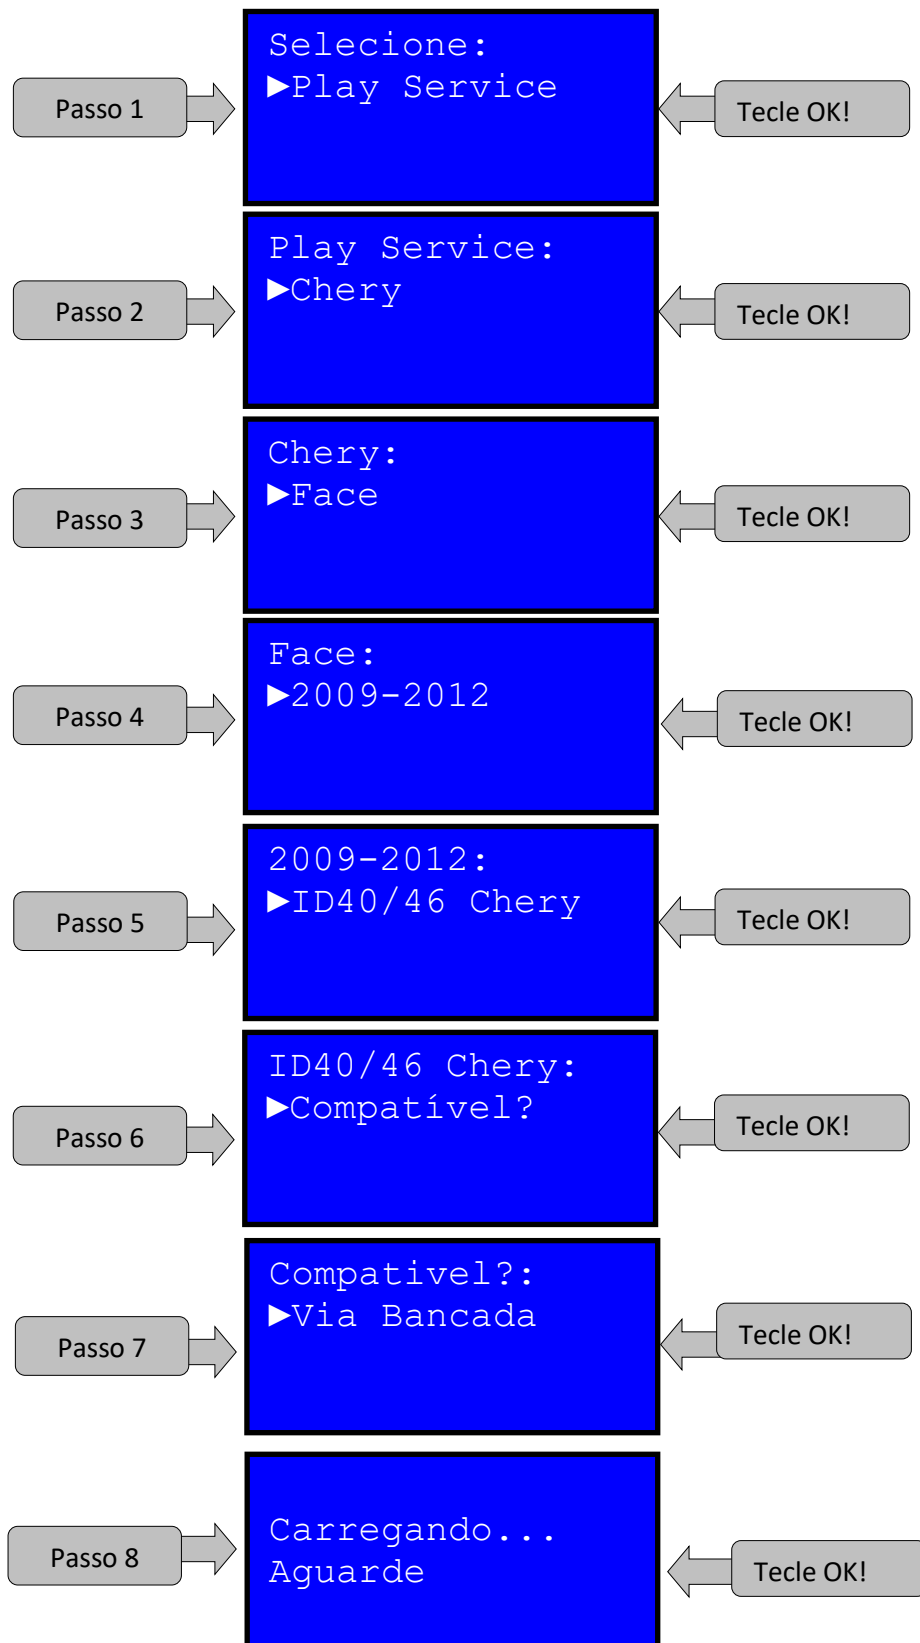 Selecione:
►Play Service
Passo 1
Tecle OK!
Play Service:
►Chery
Passo 2
Tecle OK!
Chery:
►Face
Passo 3
Tecle OK!
Face:
►2009-2012
Passo 4
Tecle OK!
2009-2012:
►ID40/46 Chery
Passo 5
Tecle OK!
ID40/46 Chery:
►Compatível?
Passo 6
Tecle OK!
Compativel?:
►Via Bancada
Passo 7
Tecle OK!
Carregando...
Aguarde
Passo 8
Tecle OK!